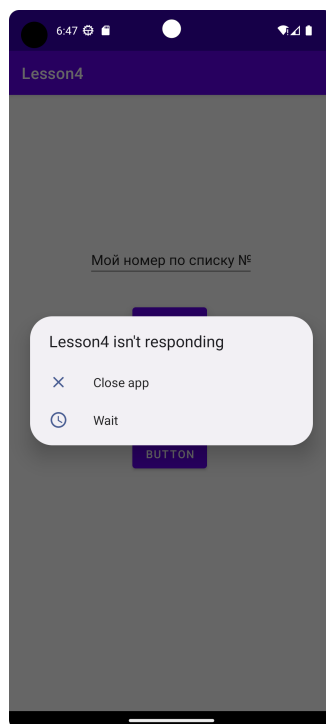 6:47
Lesson4
Мой номер по списку №
Lesson4 isn't responding
Close app
Wait
BUTTON